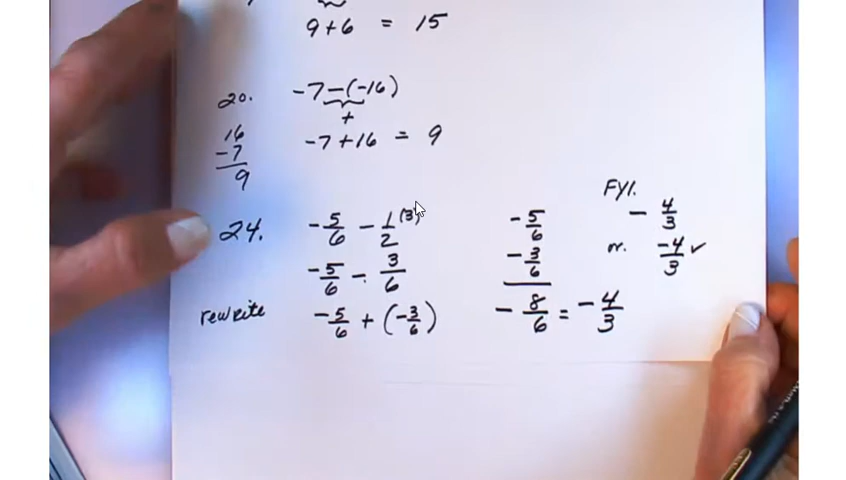 9 + 6 = 15
20. -7 - (-16)
+
16
-7
9
-7 + 16 = 9
24. -5/6 - 1/2 (3)
-5/6 - 3/6
rewrite -5/6 + (-3/6)
-5/6
-3/6
-8/6 = -4/3
FYI.
-4/3
or. -4/3 ✓